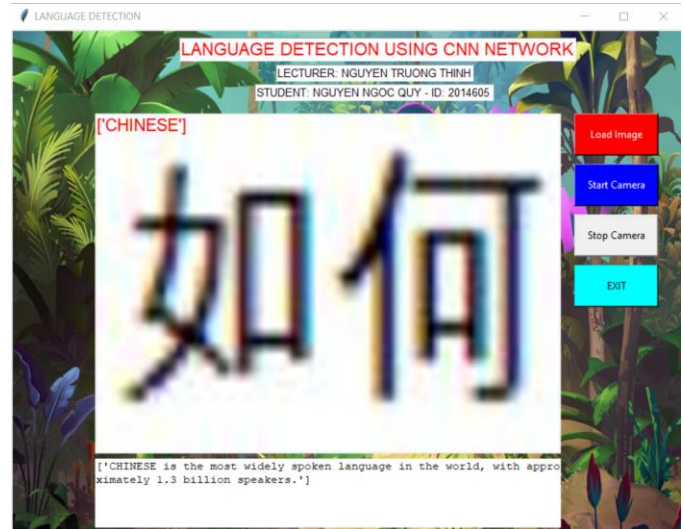 LANGUAGE DETECTION
LANGUAGE DETECTION USING CNN NETWORK
LECTURER: NGUYEN TRUONG THINH
STUDENT: NGUYEN NGOC QUY - ID: 2014605
['CHINESE']
如何
Load Image
Start Camera
Stop Camera
EXIT
['CHINESE is the most widely spoken language in the world, with appro
ximately 1.3 billion speakers.']